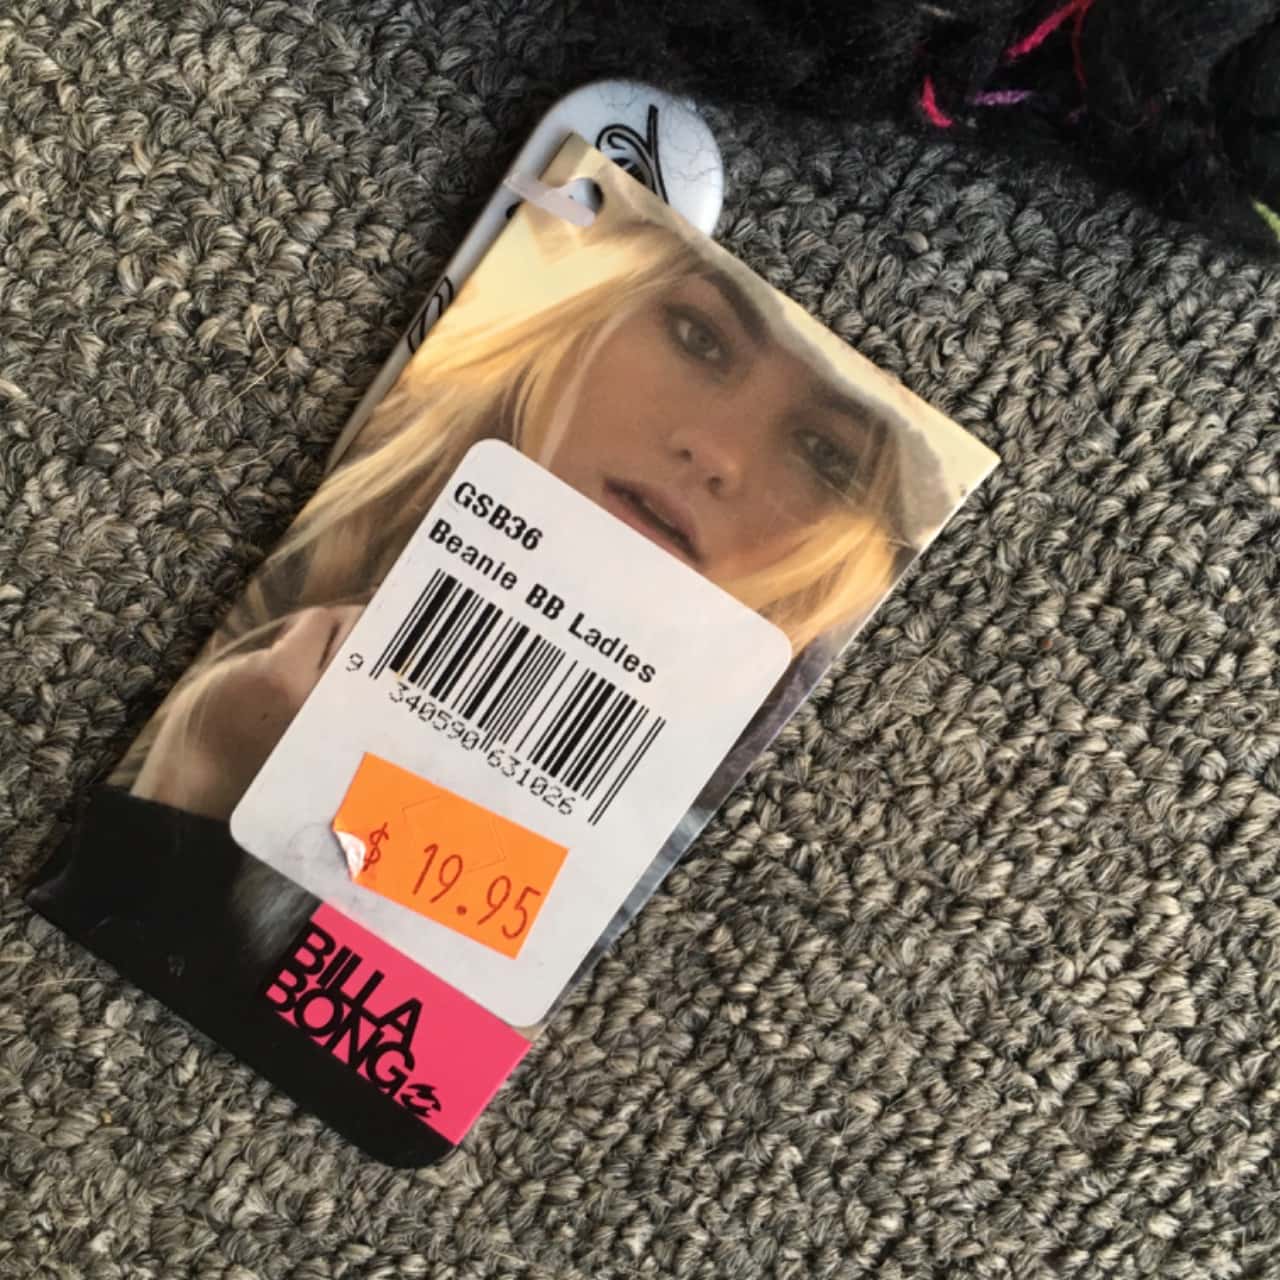 GSB36
Beanie BB Ladies
9 340590 631026
$ 19.95
BILLA
BONG